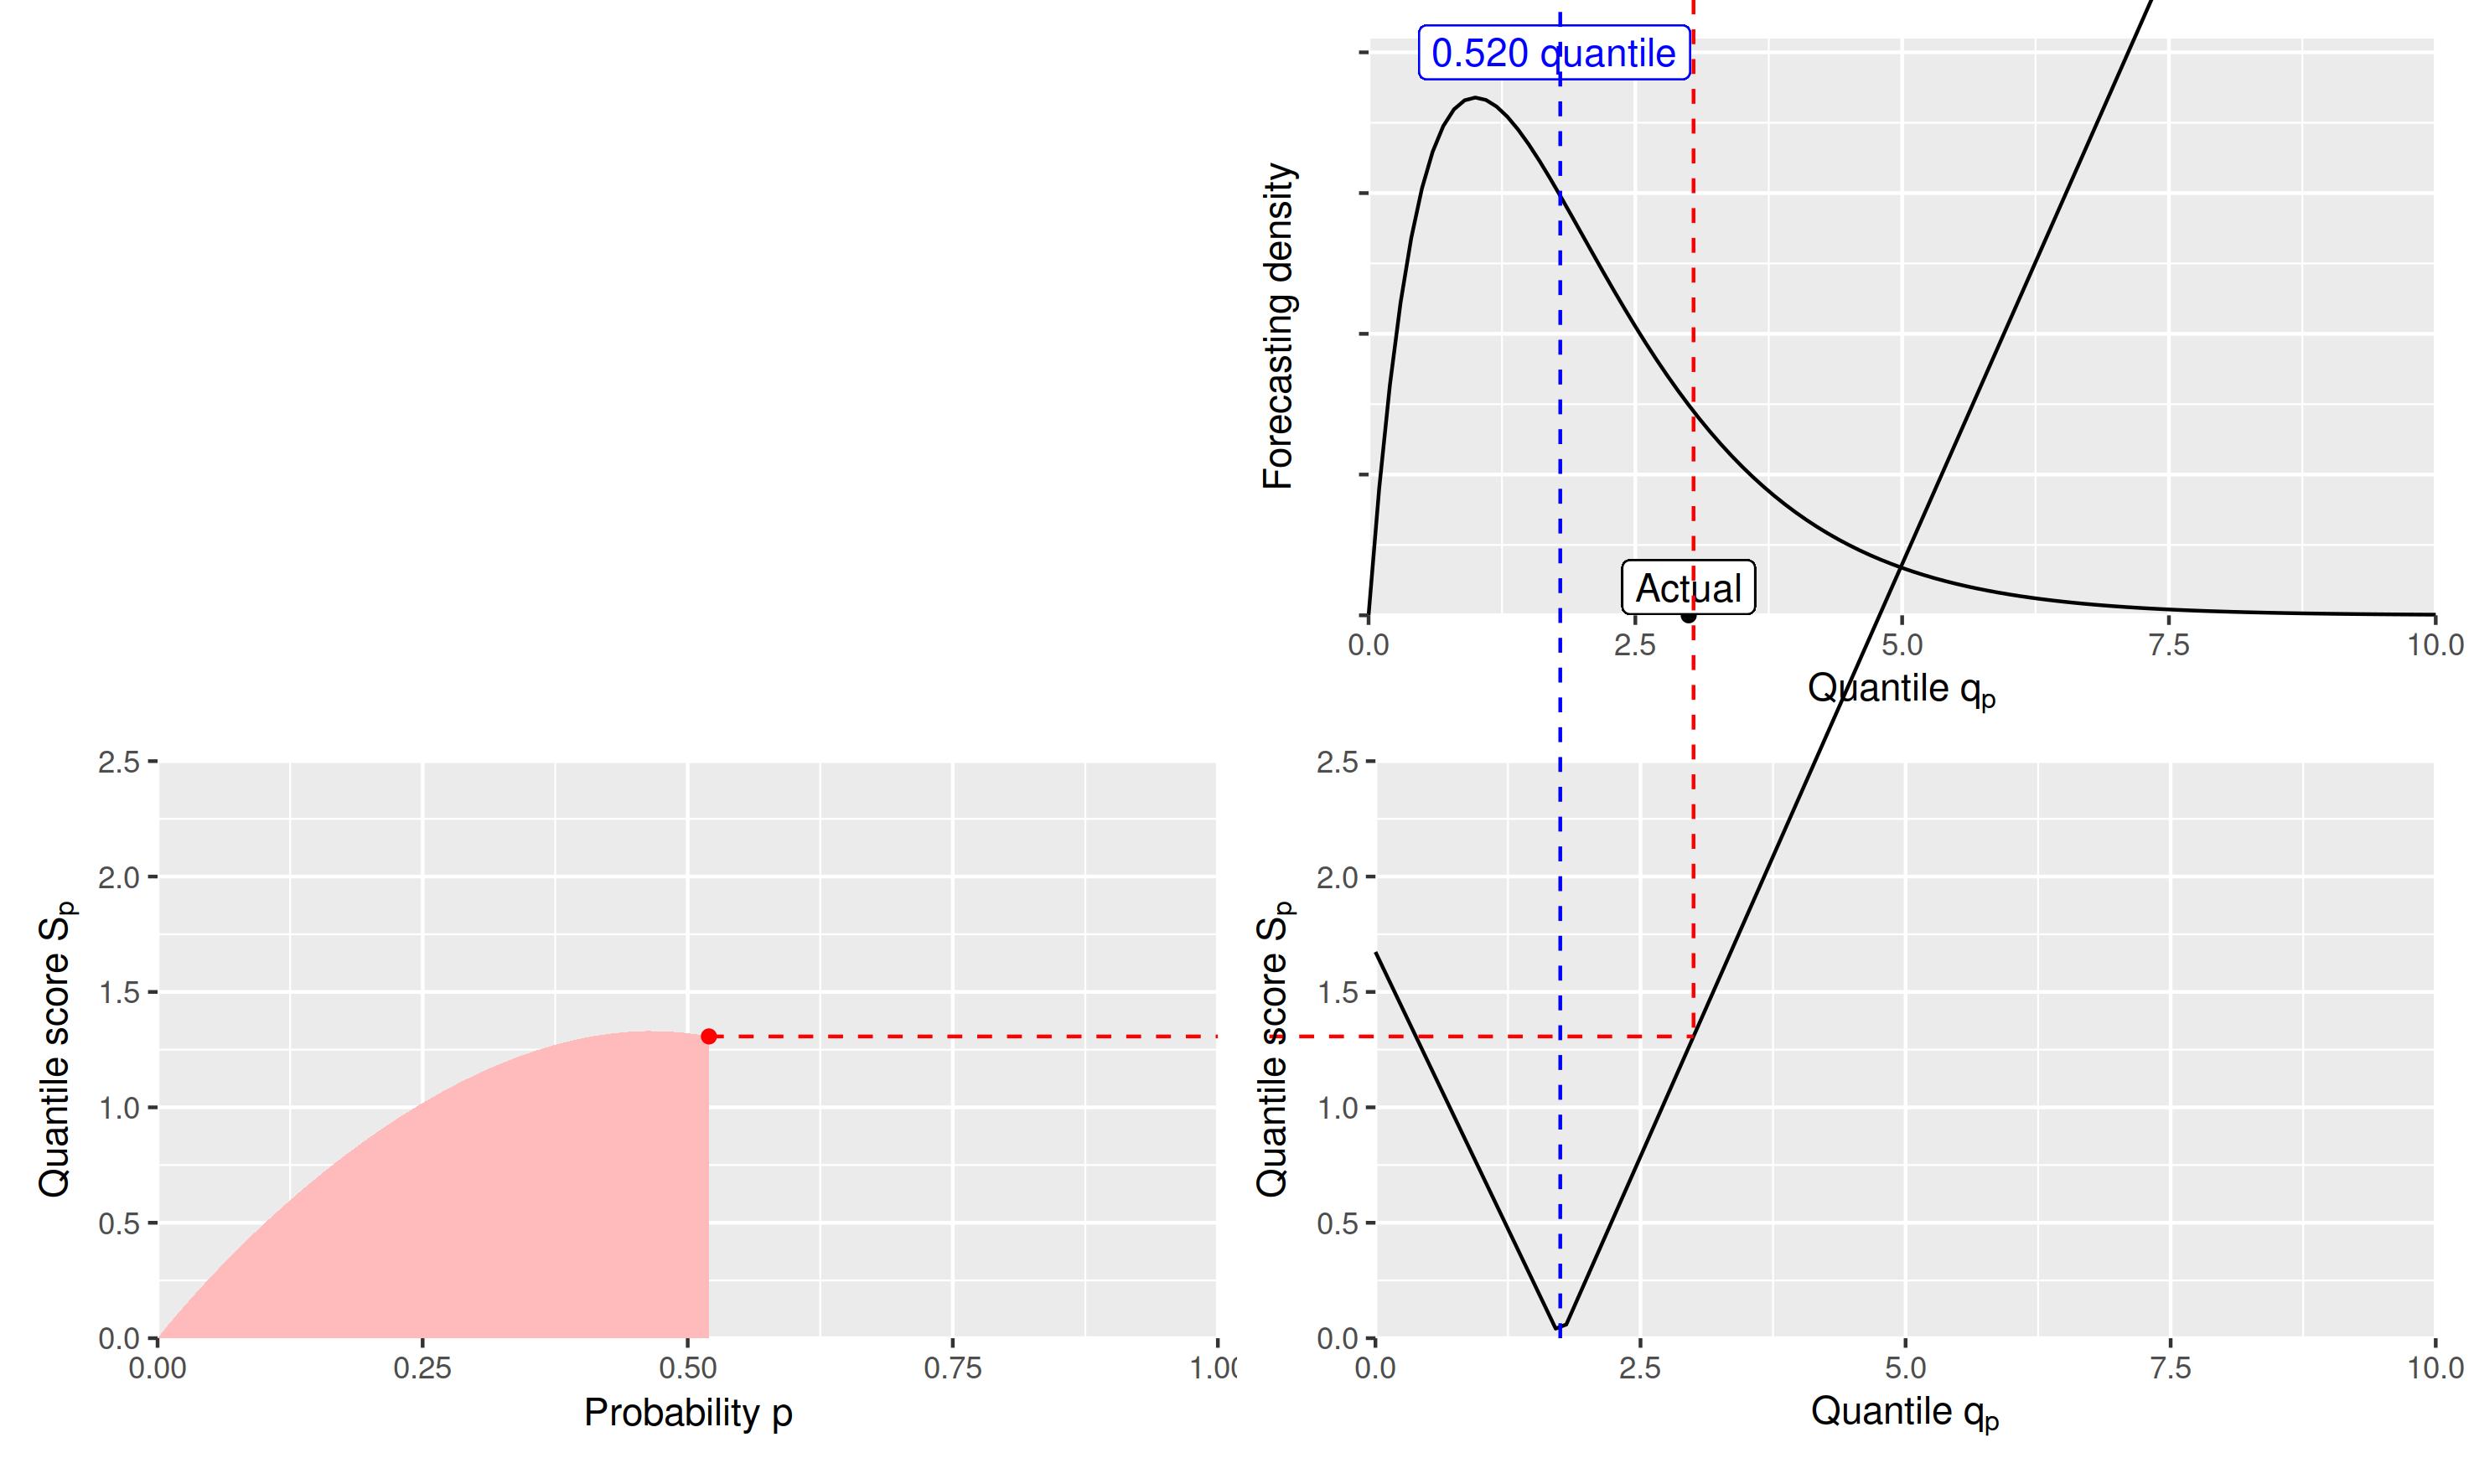 0.520 quantile
Forecasting density
Actual
0.0 2.5 5.0 7.5 10.0
Quantile qp
Quantile score Sp
2.5
2.0
1.5
1.0
0.5
0.0
0.00 0.25 0.50 0.75 1.00
Probability p
Quantile score Sp
2.5
2.0
1.5
1.0
0.5
0.0
0.0 2.5 5.0 7.5 10.0
Quantile qp